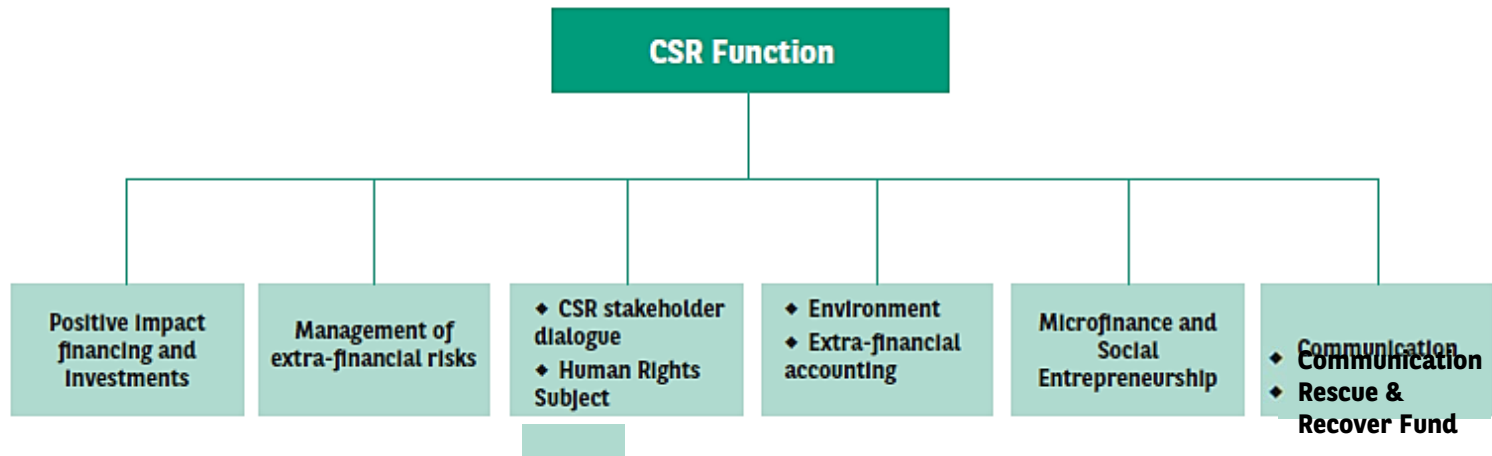 CSR Function
Positive impact
financing and
investments
Management of
extra-financial risks
◆ CSR stakeholder
dialogue
◆ Human Rights
Subject
◆ Environment
◆ Extra-financial
accounting
Microfinance and
Social
Entrepreneurship
Communication
◆ Communication
◆ Rescue &
Recover Fund